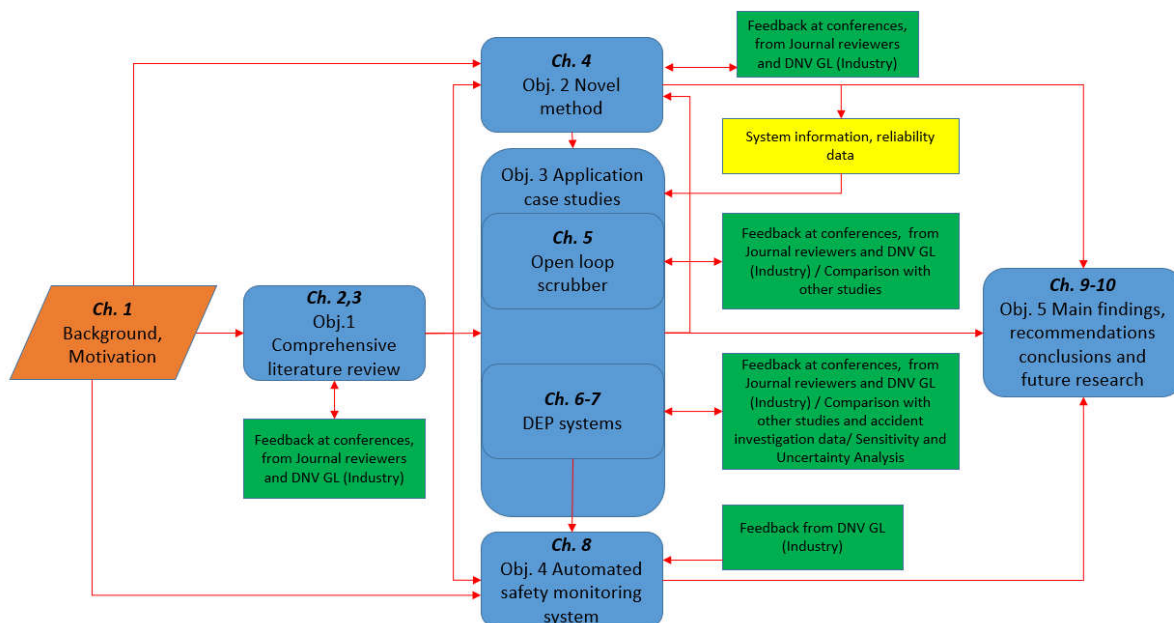 Ch. 1
Background,
Motivation
Ch. 2,3
Obj.1
Comprehensive
literature review
Feedback at conferences,
from Journal reviewers
and DNV GL (Industry)
Ch. 4
Obj. 2 Novel
method
Obj. 3 Application
case studies
Ch. 5
Open loop
scrubber
Ch. 6-7
DEP systems
Ch. 8
Obj. 4 Automated
safety monitoring
system
Feedback at conferences,
from Journal reviewers
and DNV GL (Industry)
System information, reliability
data
Feedback at conferences, from
Journal reviewers and DNV GL
(Industry) / Comparison with
other studies
Feedback at conferences, from
Journal reviewers and DNV GL
(Industry) / Comparison with
other studies and accident
investigation data/ Sensitivity and
Uncertainty Analysis
Feedback from DNV GL
(Industry)
Ch. 9-10
Obj. 5 Main findings,
recommendations
conclusions and
future research